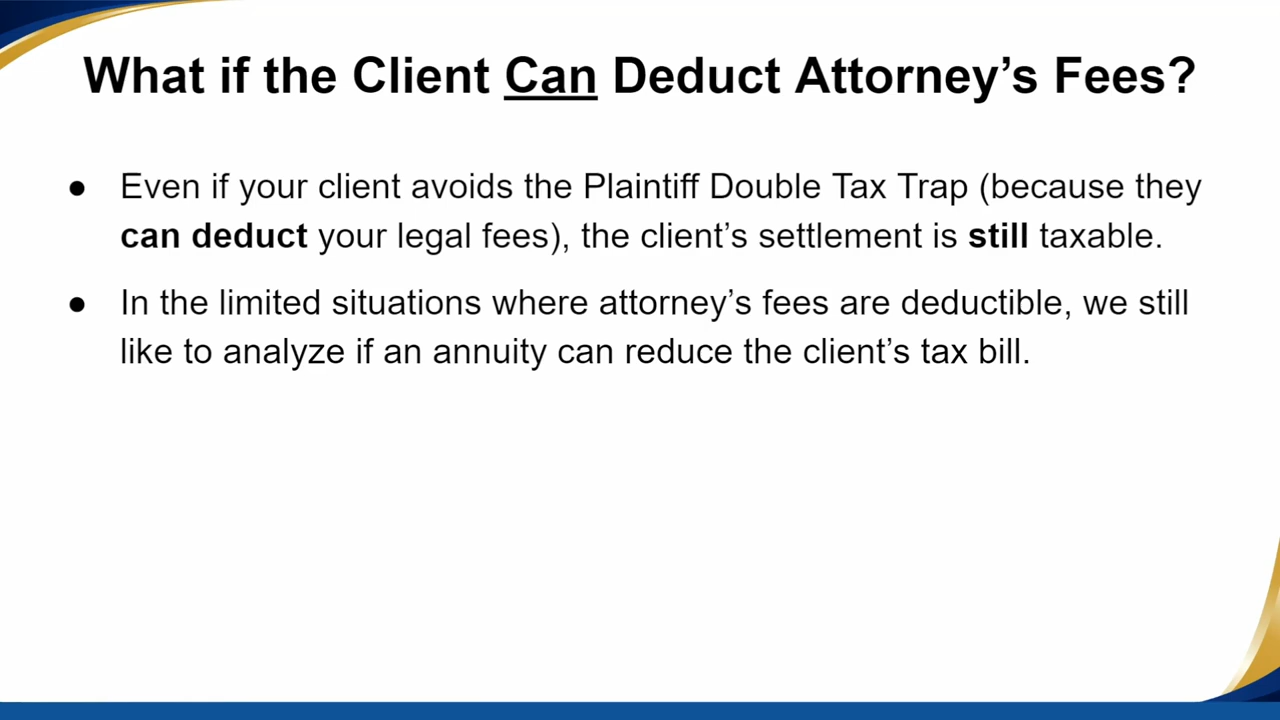 What if the Client Can Deduct Attorney’s Fees?
● Even if your client avoids the Plaintiff Double Tax Trap (because they
can deduct your legal fees), the client’s settlement is still taxable.
● In the limited situations where attorney’s fees are deductible, we still
like to analyze if an annuity can reduce the client’s tax bill.